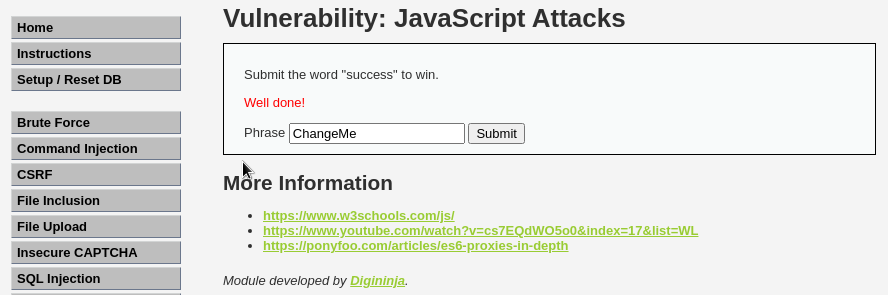 Home
Instructions
Setup / Reset DB
Brute Force
Command Injection
CSRF
File Inclusion
File Upload
Insecure CAPTCHA
SQL Injection
Vulnerability: JavaScript Attacks
Submit the word "success" to win.
Well done!
Phrase ChangeMe Submit
More Information
https://www.w3schools.com/js/
https://www.youtube.com/watch?v=cs7EQdWO5o0&index=17&list=WL
https://ponyfoo.com/articles/es6-proxies-in-depth
Module developed by Digininja.